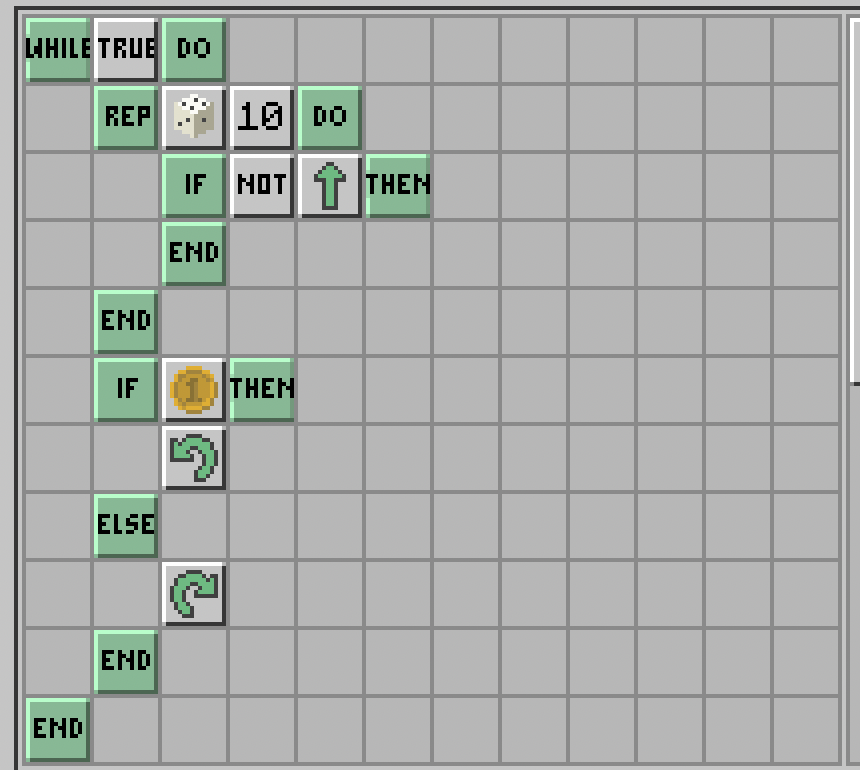 WHILE TRUE DO
REP 10 DO
IF NOT THEN
END
END
IF 1 THEN
ELSE
END
END